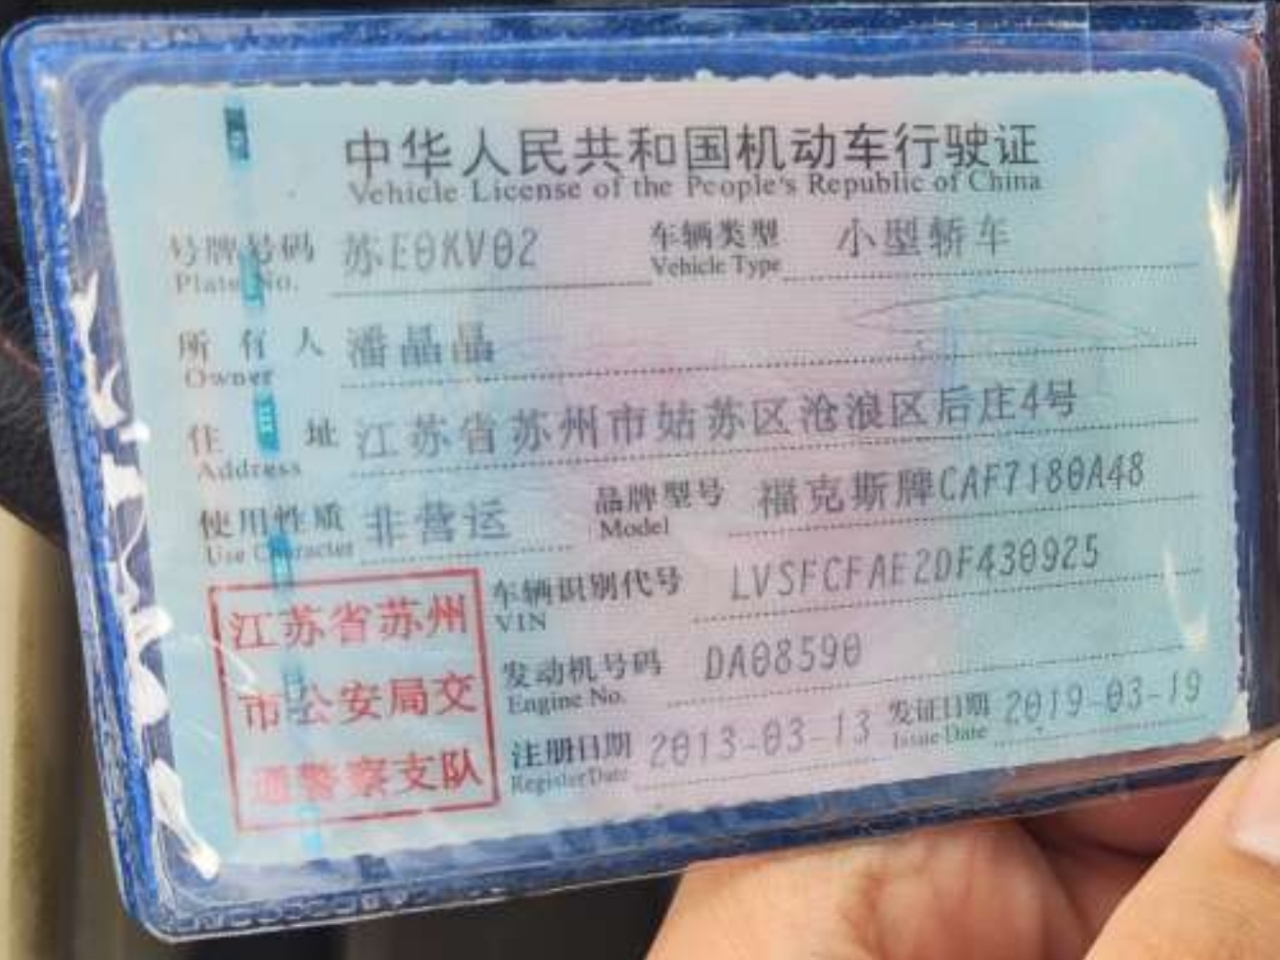 中华人民共和国机动车行驶证
Vehicle License of the People's Republic of China
号牌号码 苏E0KV02 车辆类型 小型轿车
Plate No. Vehicle Type
所有人 潘晶晶
Owner
住址 江苏省苏州市姑苏区沧浪区后庄4号
Address
使用性质 非营运 品牌型号 福克斯牌CAF7180A48
Use Character Model
车辆识别代号 LVSFCFAE2DF430925
VIN
发动机号码 DA08590
Engine No.
注册日期 2013-03-13 发证日期 2019-03-19
Register Date Issue Date
江苏省苏州
市公安局交
通警察支队